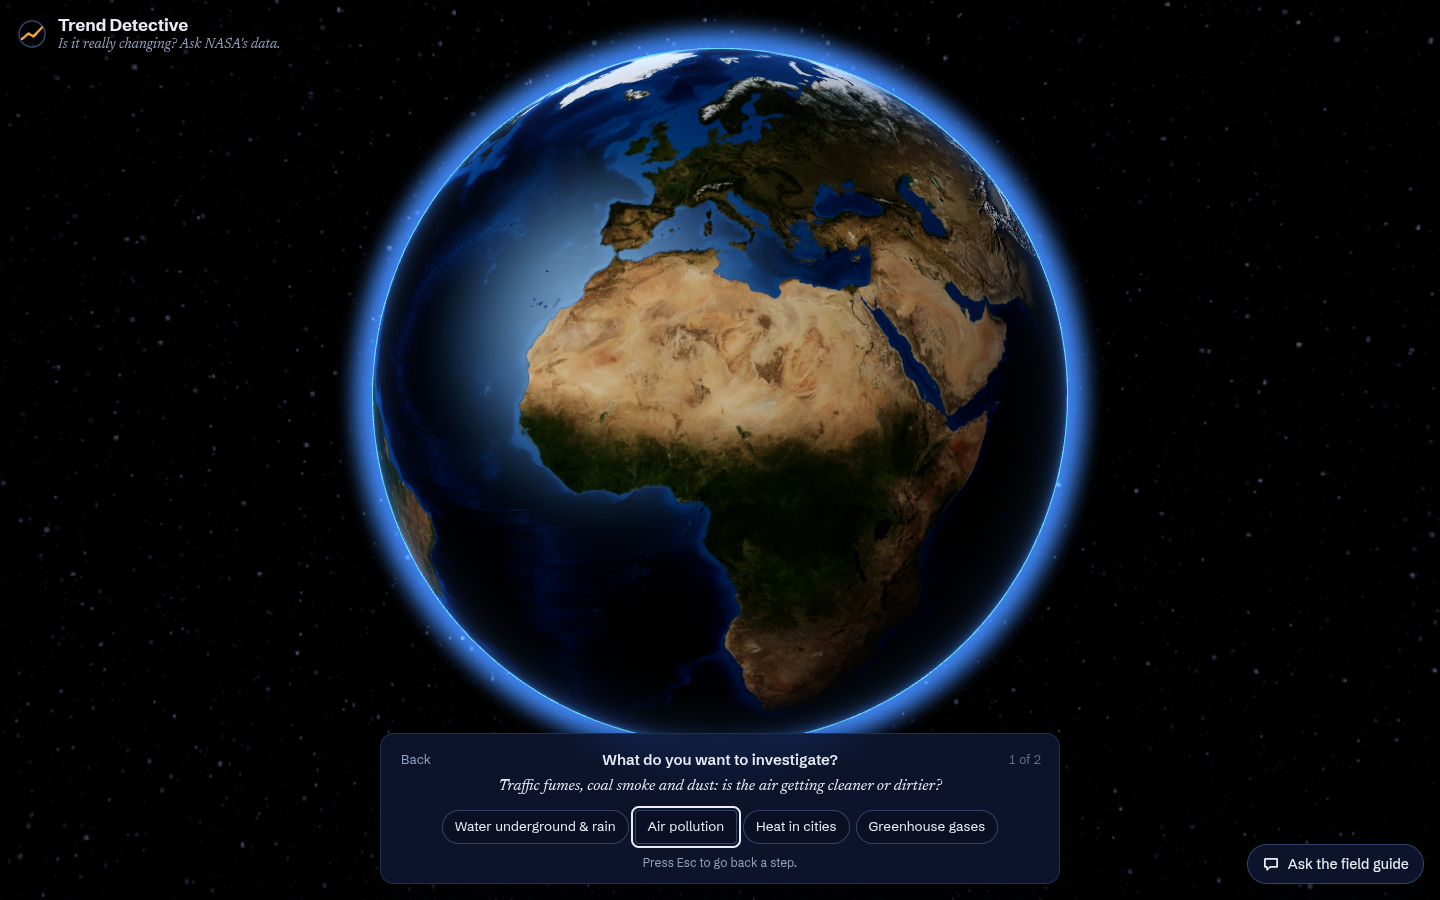 Trend Detective
Is it really changing? Ask NASA's data.
Back
What do you want to investigate?
1 of 2
Traffic fumes, coal smoke and dust: is the air getting cleaner or dirtier?
Water underground & rain
Air pollution
Heat in cities
Greenhouse gases
Press Esc to go back a step.
Ask the field guide